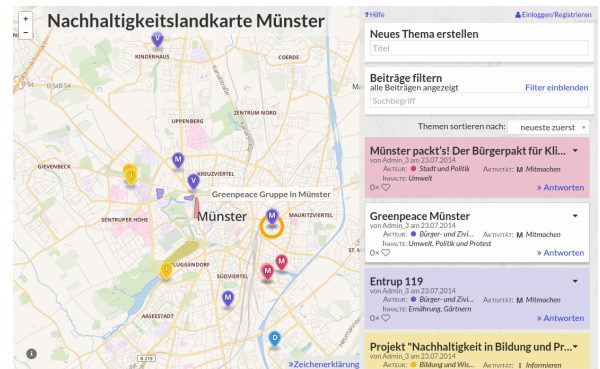 Nachhaltigkeitslandkarte Münster
+
−
KINDERHAUS
COERDE
B 54
B 54
ZENTRUM NORD
UPPENBERG
GIEVENBECK
KREUZVIERTEL
Greenpeace Gruppe in Münster
SENTRUPER HÖHE
Münster
MAURITZVIERTEL
PLUGGENDORF
SÜDVIERTEL
AASEESTADT
B 219
V
M
V
M
M
M
M
D
»Zeichenerklärung
?Hilfe
Einloggen/Registrieren
Neues Thema erstellen
Titel
Beiträge filtern
alle Beiträge angezeigt
Filter einblenden
Suchbegriff
Themen sortieren nach:
neueste zuerst
Münster packt's! Der Bürgerpakt für Kli...
von Admin_3 am 23.07.2014
AKTEUR: Stadt und Politik AKTIVITÄT: M Mitmachen
INHALTE: Umwelt
0×
» Antworten
Greenpeace Münster
von Admin_3 am 23.07.2014
AKTEUR: Bürger- und Zivi... AKTIVITÄT: M Mitmachen
INHALTE: Umwelt, Politik und Protest
0×
» Antworten
Entrup 119
von Admin_3 am 23.07.2014
AKTEUR: Bürger- und Zivi... AKTIVITÄT: M Mitmachen
INHALTE: Ernährung, Gärtnern
0×
» Antworten
Projekt "Nachhaltigkeit in Bildung und Pr...
von Admin_3 am 23.07.2014
AKTEUR: Bildung und Wis... AKTIVITÄT: I Informieren